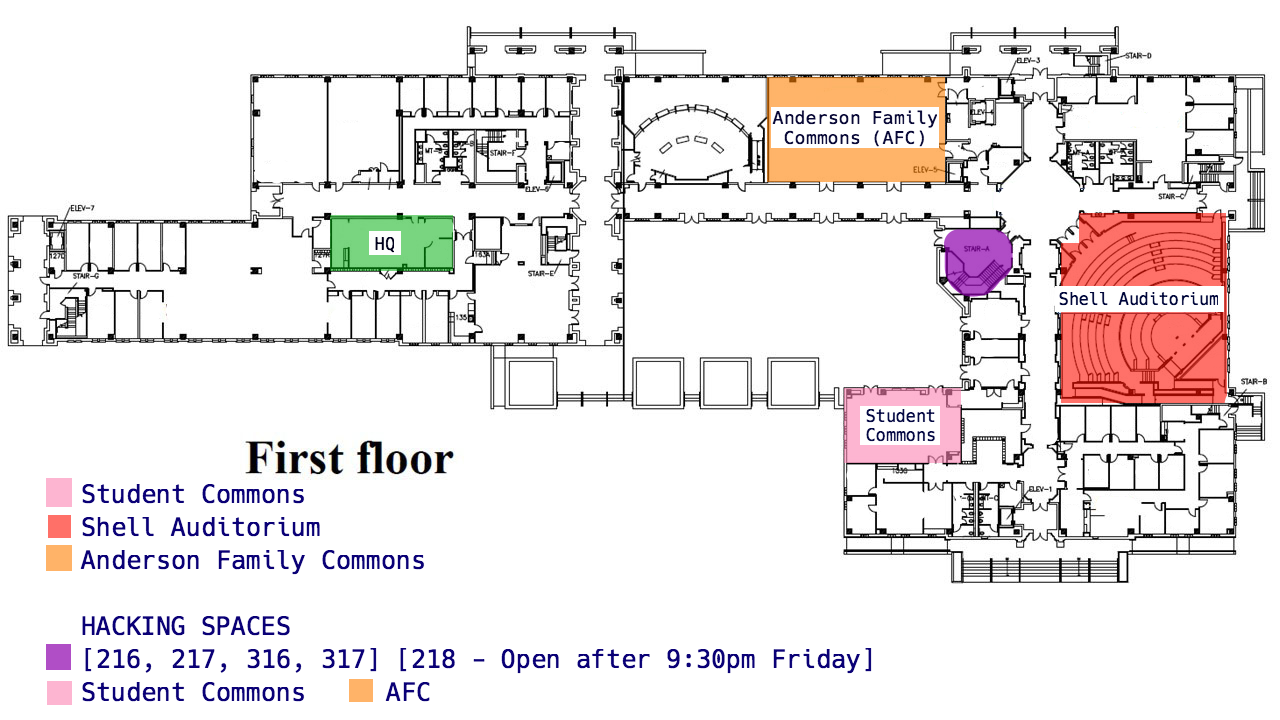 STAIR-D
ELEV-3
Anderson Family
Commons (AFC)
ELEV-
STAIR-F
ELEV-5
STAIR-C
ELEV-7
HQ
STAIR-A
127C
163A
STAIR-E
STAIR-G
Shell Auditorium
135
STAIR-B
Student
Commons
First floor
ELEV-1
Student Commons
Shell Auditorium
Anderson Family Commons
HACKING SPACES
[216, 217, 316, 317] [218 - Open after 9:30pm Friday]
Student Commons AFC